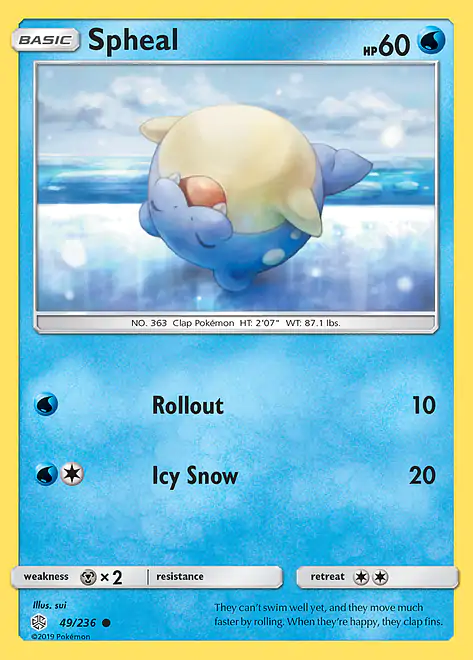 BASIC Spheal HP60
NO. 363 Clap Pokémon HT: 2'07" WT: 87.1 lbs.
Rollout 10
Icy Snow 20
weakness ×2 resistance retreat
Illus. sui
49/236
©2019 Pokémon
They can't swim well yet, and they move much
faster by rolling. When they're happy, they clap fins.